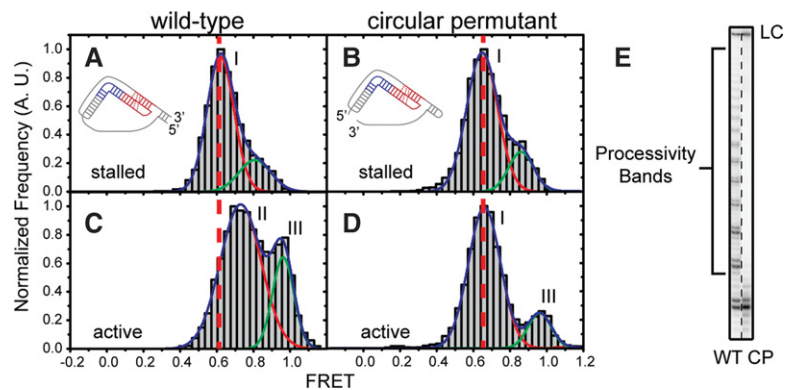 wild-type
circular permutant
Normalized Frequency (A. U.)
1.0
0.8
0.6
0.4
0.2
0.0
A
I
3’
5’
stalled
B
I
5’
3’
stalled
1.0
0.8
0.6
0.4
0.2
0.0
C
II
III
active
D
I
III
active
-0.2 0.0 0.2 0.4 0.6 0.8 1.0
0.0 0.2 0.4 0.6 0.8 1.0 1.2
FRET
E
LC
Processivity
Bands
WT CP